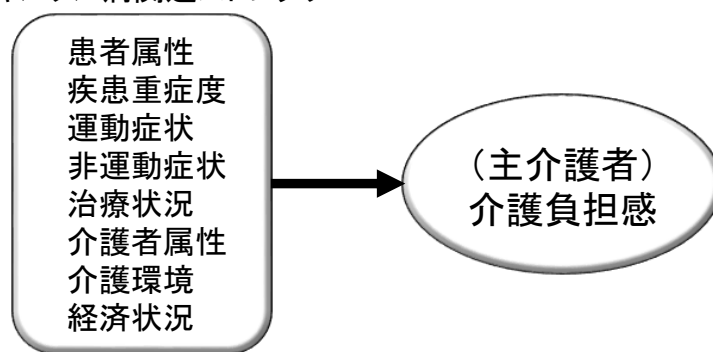 患者属性
疾患重症度
運動症状
非運動症状
治療状況
介護者属性
介護環境
経済状況
(主介護者)
介護負担感